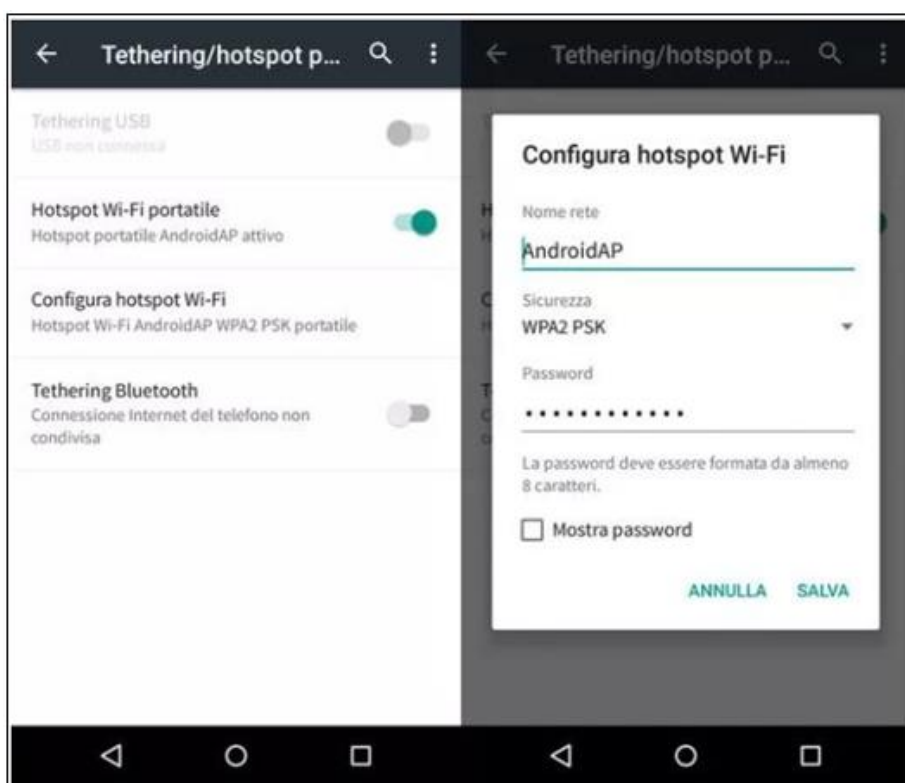 Tethering/hotspot p...
Tethering USB
USB non connessa
Hotspot Wi-Fi portatile
Hotspot portatile AndroidAP attivo
Configura hotspot Wi-Fi
Hotspot Wi-Fi AndroidAP WPA2 PSK portatile
Tethering Bluetooth
Connessione Internet del telefono non
condivisa
Tethering/hotspot p...
Configura hotspot Wi-Fi
Nome rete
AndroidAP
Sicurezza
WPA2 PSK
Password
••••••••••••
La password deve essere formata da almeno
8 caratteri.
Mostra password
ANNULLA SALVA